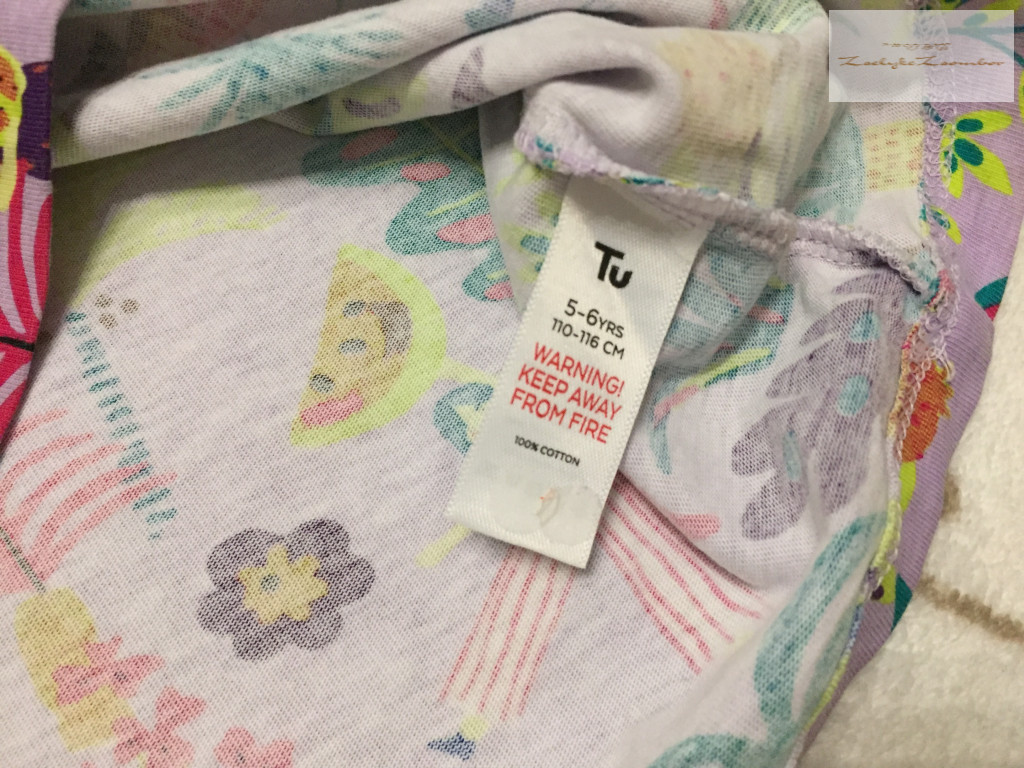 Tu
5-6YRS
110-116 CM
WARNING!
KEEP AWAY
FROM FIRE
100% COTTON